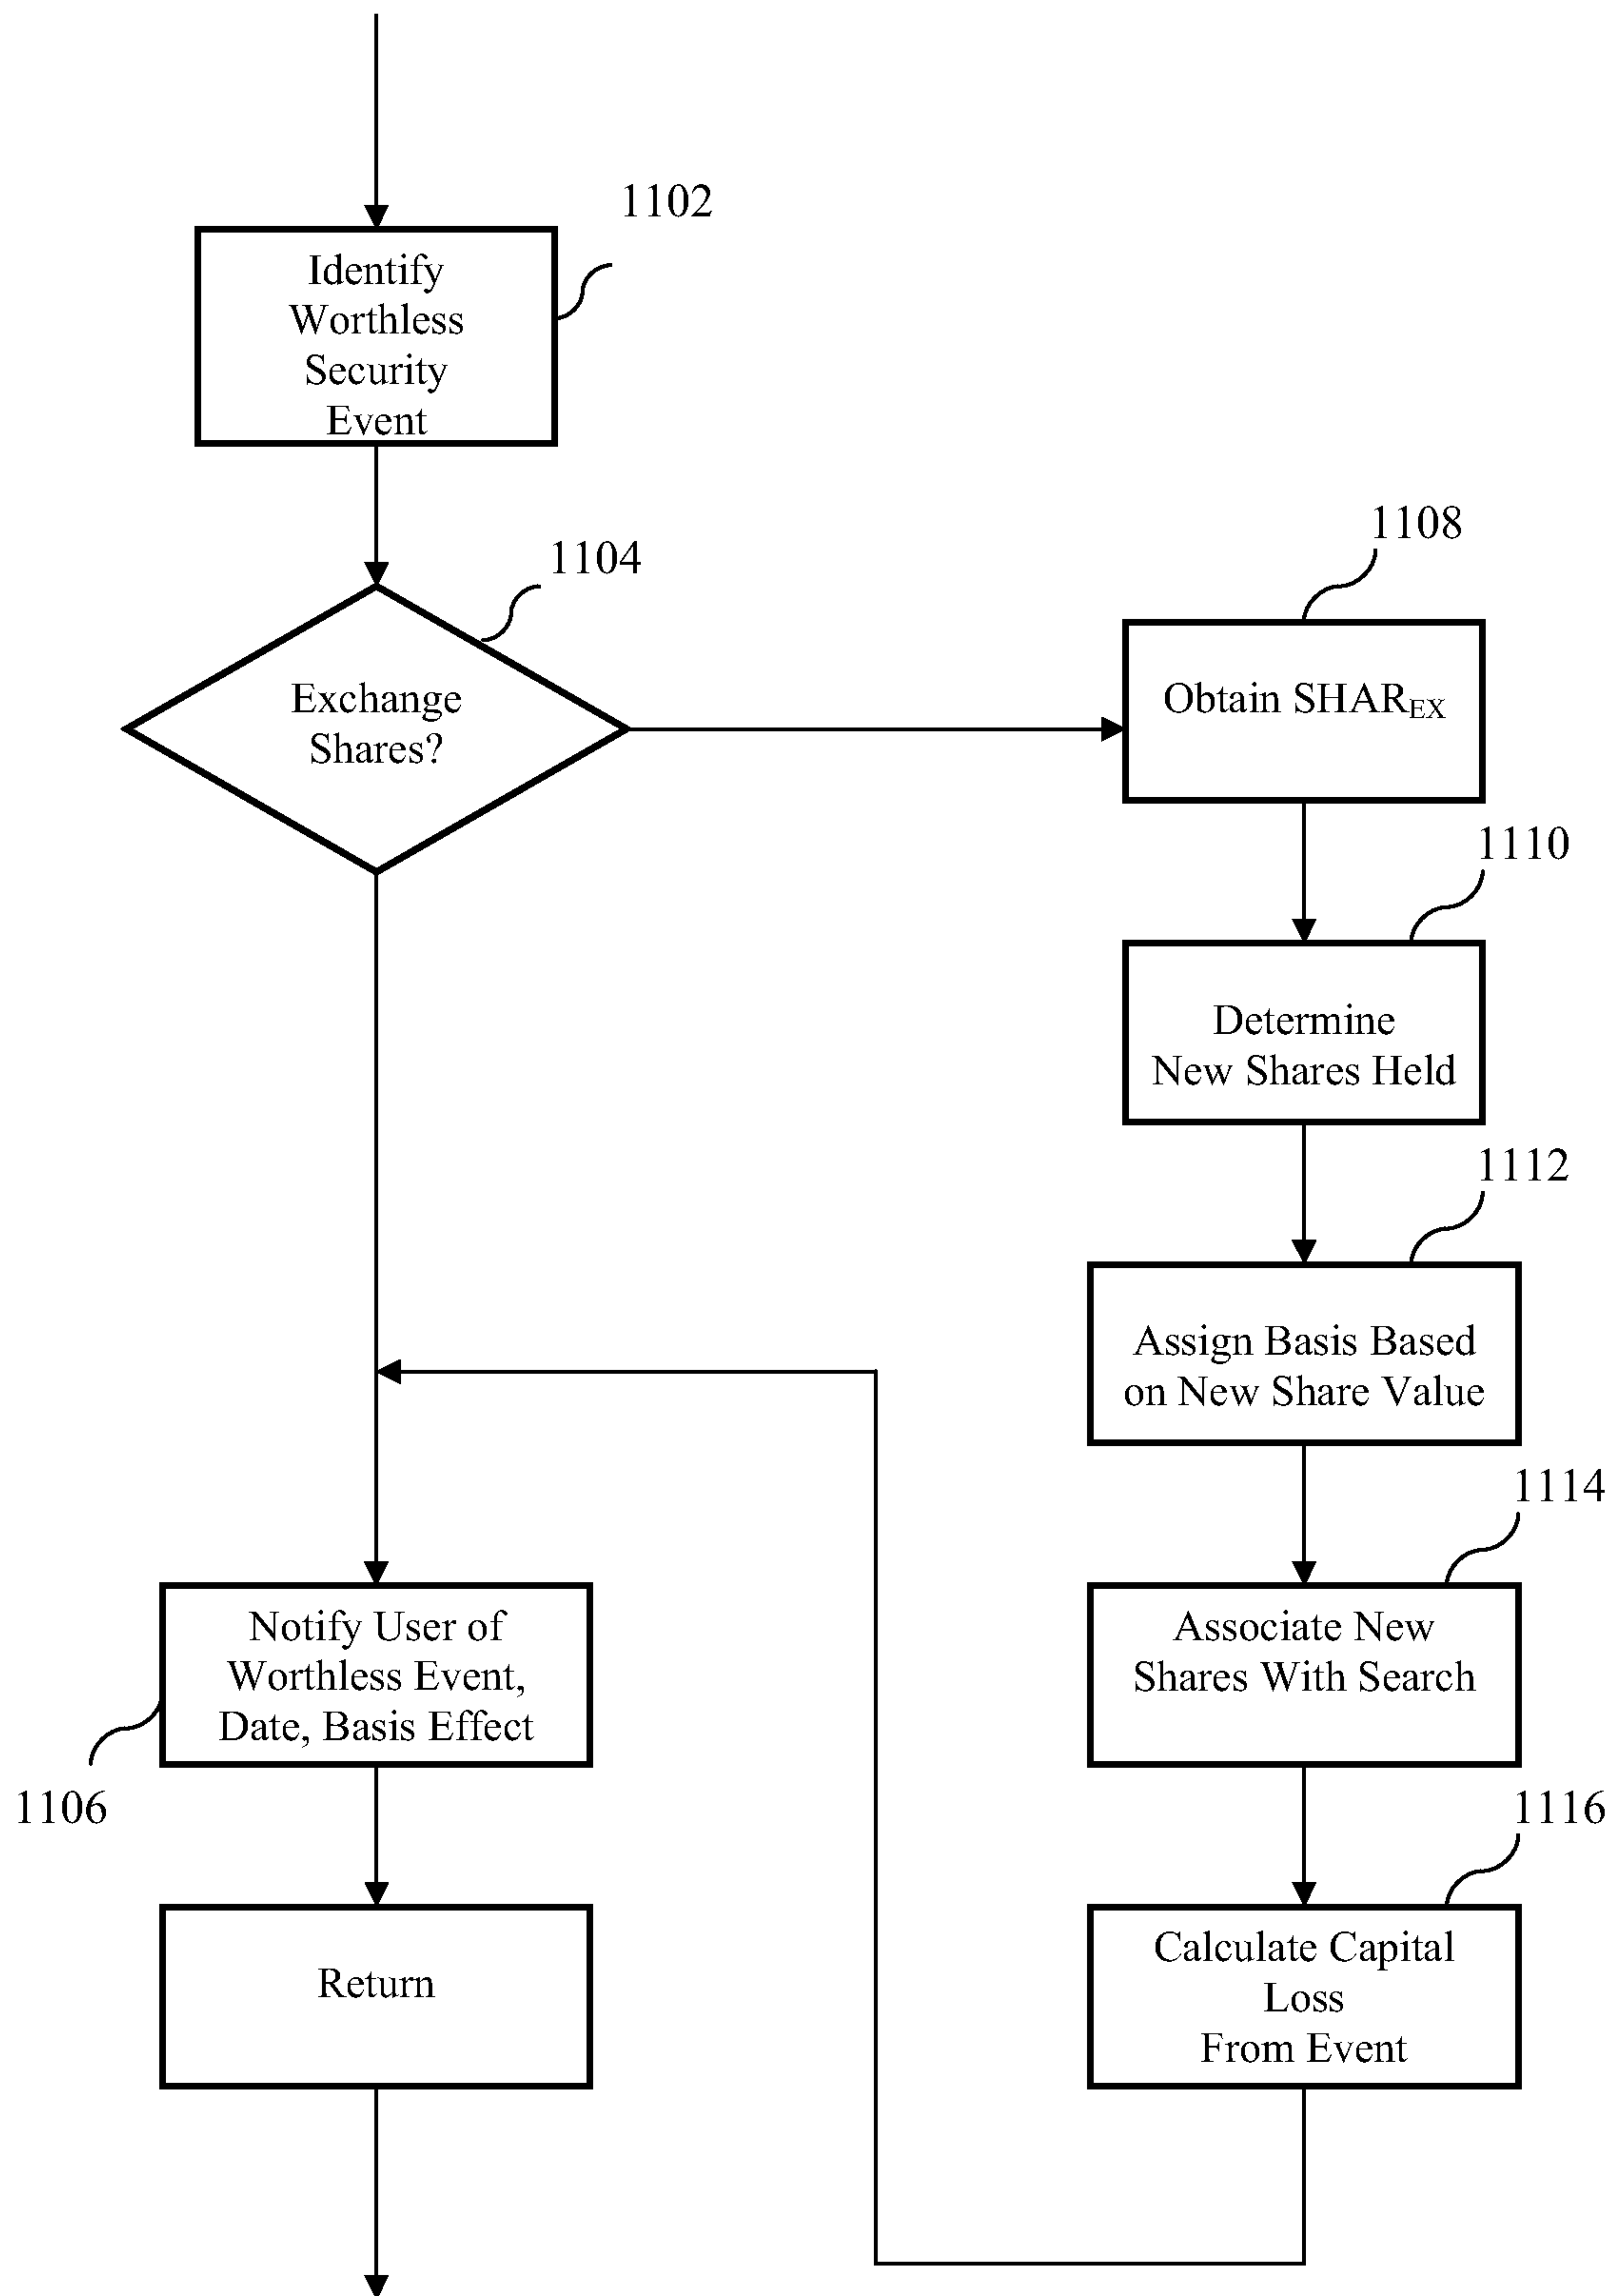 1102
Identify
Worthless
Security
Event
1104
Exchange
Shares?
1108
Obtain SHAR_EX
1110
Determine
New Shares Held
1112
Assign Basis Based
on New Share Value
1114
Associate New
Shares With Search
1116
Calculate Capital
Loss
From Event
Notify User of
Worthless Event,
Date, Basis Effect
1106
Return